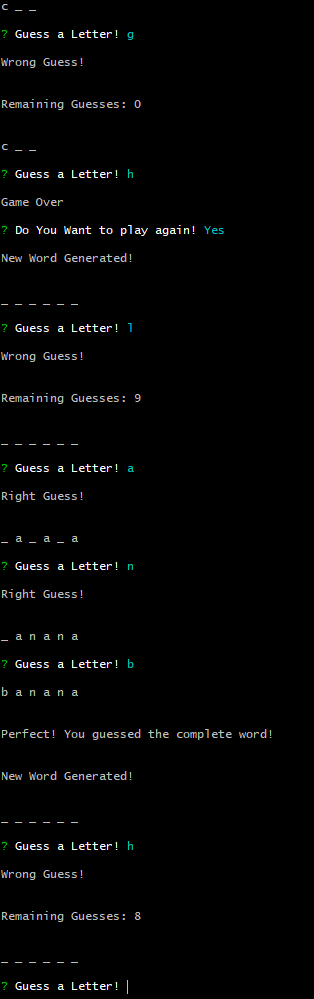 c _ _
? Guess a Letter! g
Wrong Guess!
Remaining Guesses: 0
c _ _
? Guess a Letter! h
Game Over
? Do You Want to play again! Yes
New Word Generated!
_ _ _ _ _ _
? Guess a Letter! l
Wrong Guess!
Remaining Guesses: 9
_ _ _ _ _ _
? Guess a Letter! a
Right Guess!
_ a _ a _ a
? Guess a Letter! n
Right Guess!
_ a n a n a
? Guess a Letter! b
b a n a n a
Perfect! You guessed the complete word!
New Word Generated!
_ _ _ _ _ _
? Guess a Letter! h
Wrong Guess!
Remaining Guesses: 8
_ _ _ _ _ _
? Guess a Letter!